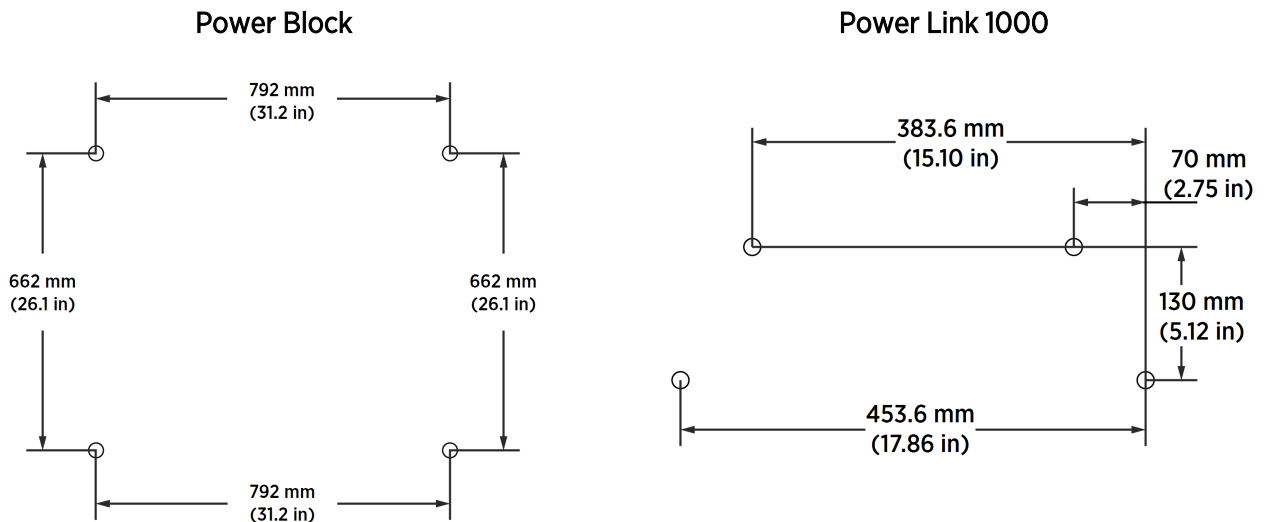 Power Block
792 mm
(31.2 in)
662 mm
(26.1 in)
662 mm
(26.1 in)
792 mm
(31.2 in)
Power Link 1000
383.6 mm
(15.10 in)
70 mm
(2.75 in)
130 mm
(5.12 in)
453.6 mm
(17.86 in)